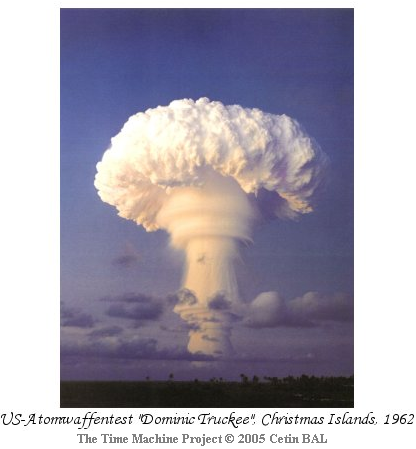 US-Atomwaffentest "Dominic Truckee", Christmas Islands, 1962
The Time Machine Project © 2005 Cetin BAL